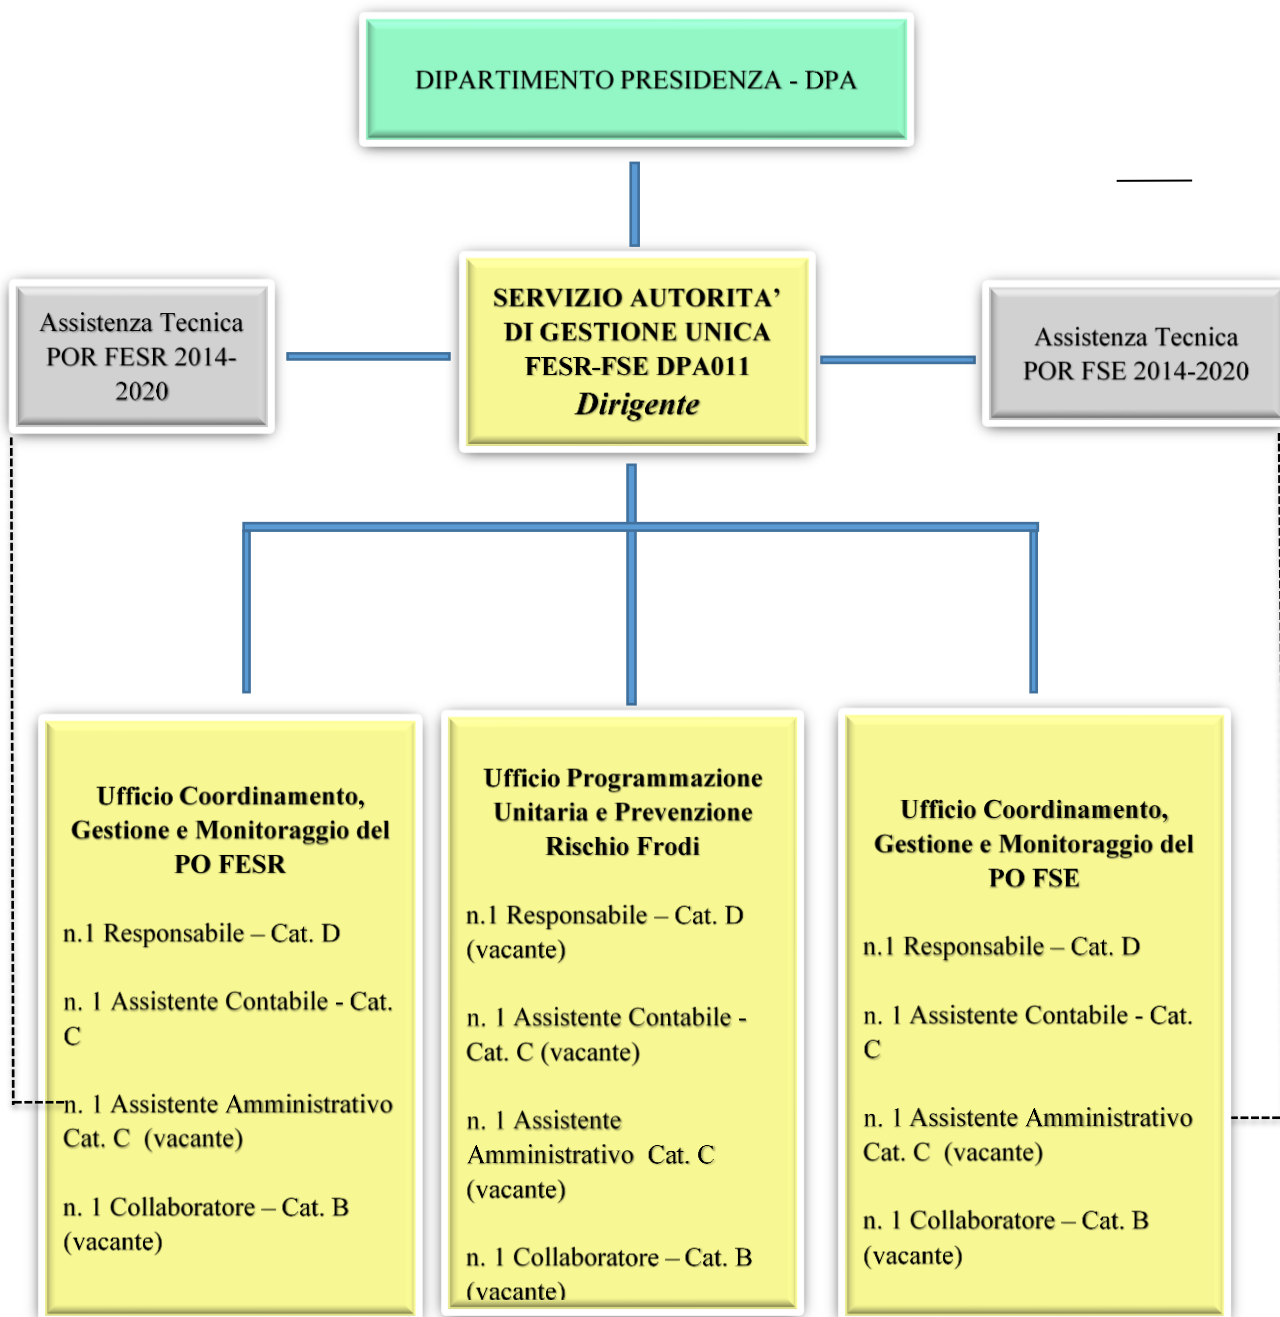 DIPARTIMENTO PRESIDENZA - DPA
SERVIZIO AUTORITA’
DI GESTIONE UNICA
FESR-FSE DPA011
Dirigente
Assistenza Tecnica
POR FESR 2014-
2020
Assistenza Tecnica
POR FSE 2014-2020
Ufficio Coordinamento,
Gestione e Monitoraggio del
PO FESR
n.1 Responsabile – Cat. D
n. 1 Assistente Contabile - Cat.
C
n. 1 Assistente Amministrativo
Cat. C (vacante)
n. 1 Collaboratore – Cat. B
(vacante)
Ufficio Programmazione
Unitaria e Prevenzione
Rischio Frodi
n.1 Responsabile – Cat. D
(vacante)
n. 1 Assistente Contabile -
Cat. C (vacante)
n. 1 Assistente
Amministrativo Cat. C
(vacante)
n. 1 Collaboratore – Cat. B
(vacante)
Ufficio Coordinamento,
Gestione e Monitoraggio del
PO FSE
n.1 Responsabile – Cat. D
n. 1 Assistente Contabile - Cat.
C
n. 1 Assistente Amministrativo
Cat. C (vacante)
n. 1 Collaboratore – Cat. B
(vacante)